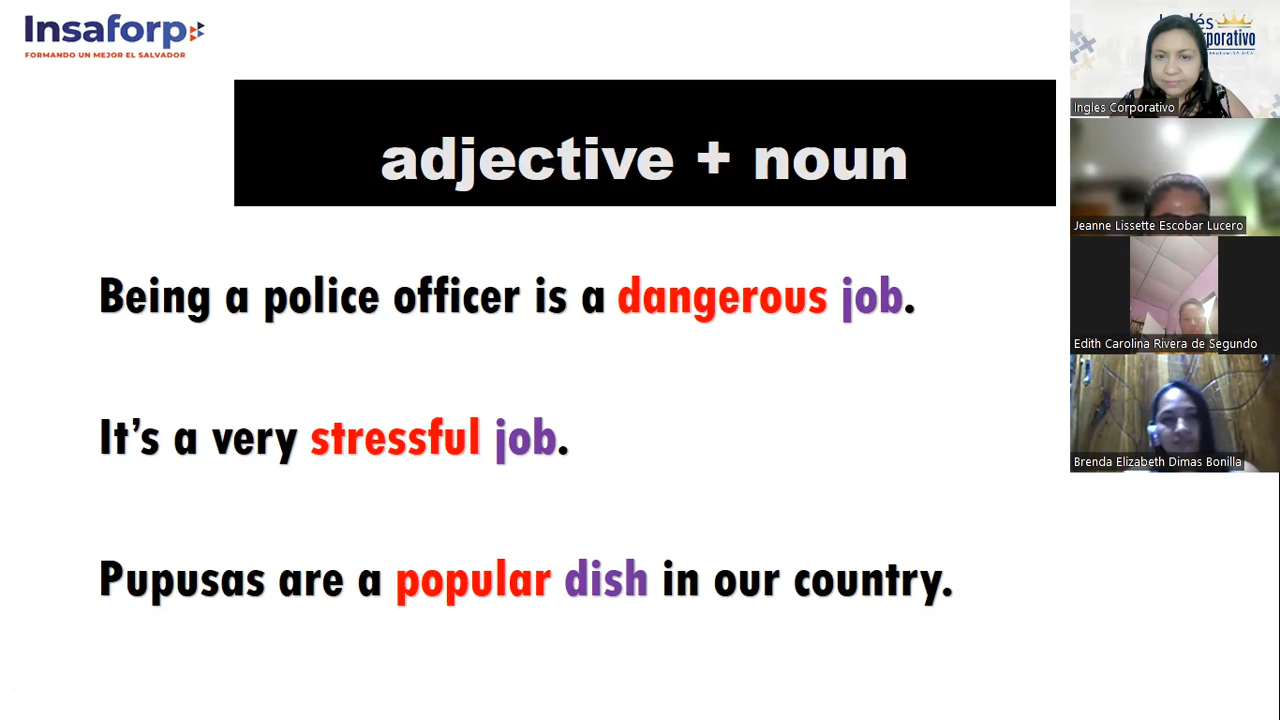 Insaforp
FORMANDO UN MEJOR EL SALVADOR
adjective + noun
Being a police officer is a dangerous job.
It's a very stressful job.
Pupusas are a popular dish in our country.
Ingles Corporativo
Jeanne Lissette Escobar Lucero
Edith Carolina Rivera de Segundo
Brenda Elizabeth Dimas Bonilla